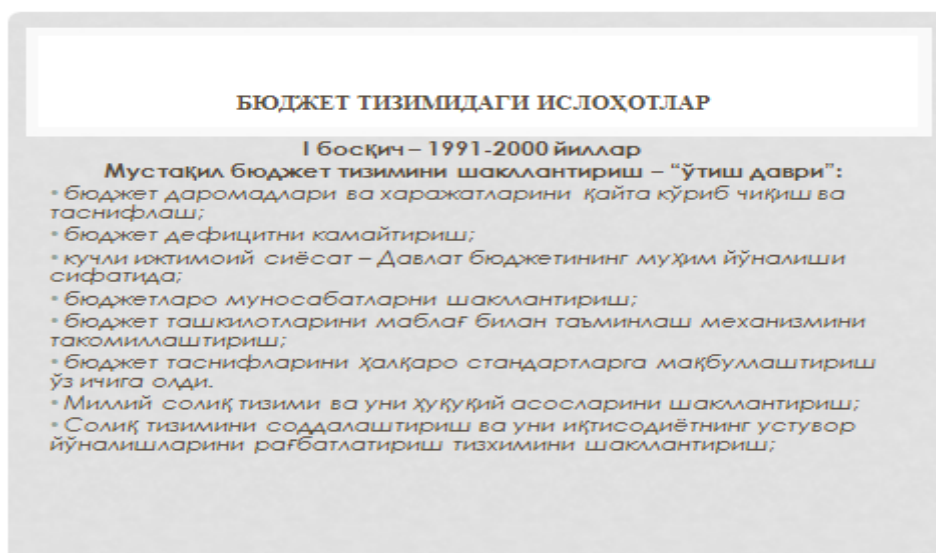 БЮДЖЕТ ТИЗИМИДАГИ ИСЛОҲОТЛАР
I босқич – 1991-2000 йиллар
Мустақил бюджет тизимини шакллантириш – “ўтиш даври”:
• бюджет даромадлари ва харажатларини қайта кўриб чиқиш ва
таснифлаш;
• бюджет дефицитни камайтириш;
• кучли ижтимоий сиёсат – Давлат бюджетининг муҳим йўналиши
сифатида;
• бюджетларо муносабатларни шакллантириш;
• бюджет ташкилотларини маблағ билан таъминлаш механизмини
такомиллаштириш;
• бюджет таснифларини ҳалқаро стандартларга мақбуллаштириш
ўз ичига олди.
• Миллий солиқ тизими ва уни ҳуқуқий асосларини шакллантириш;
• Солиқ тизимини соддалаштириш ва уни иқтисодиётнинг устувор
йўналишларини рағбатлатириш тизхимини шакллантириш;